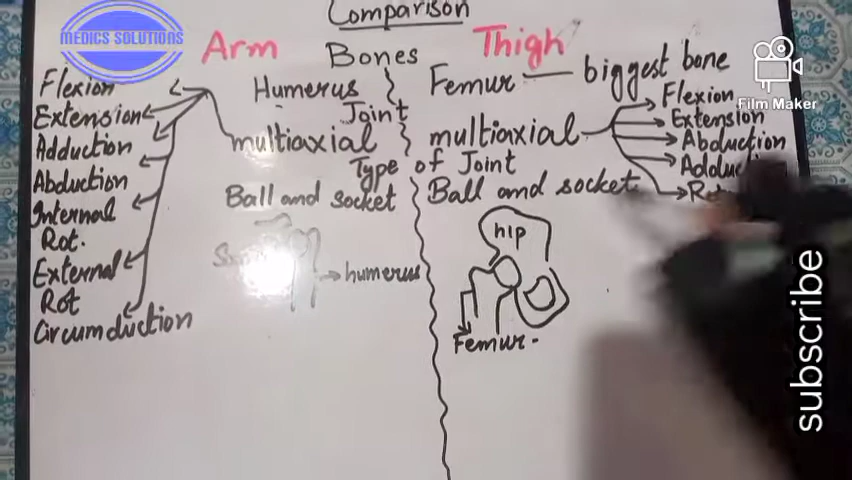 Comparison
MEDICS SOLUTIONS
Arm
Bones
Thigh
Humerus
Femur
biggest bone
Joint
multiaxial
multiaxial
Type of Joint
Ball and socket
Ball and socket
Flexion
Extension
Adduction
Abduction
Internal
Rot.
External
Rot
Circumduction
Flexion
Extension
Abduction
humerus
hip
Femur.
Film Maker
subscribe